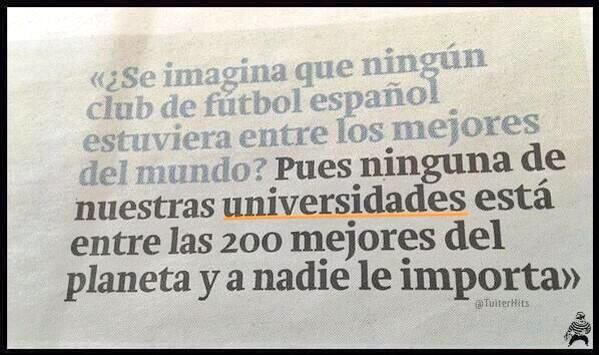 «¿Se imagina que ningún
club de fútbol español
estuviera entre los mejores
del mundo? Pues ninguna de
nuestras universidades está
entre las 200 mejores del
planeta y a nadie le importa»
@TuiterHits